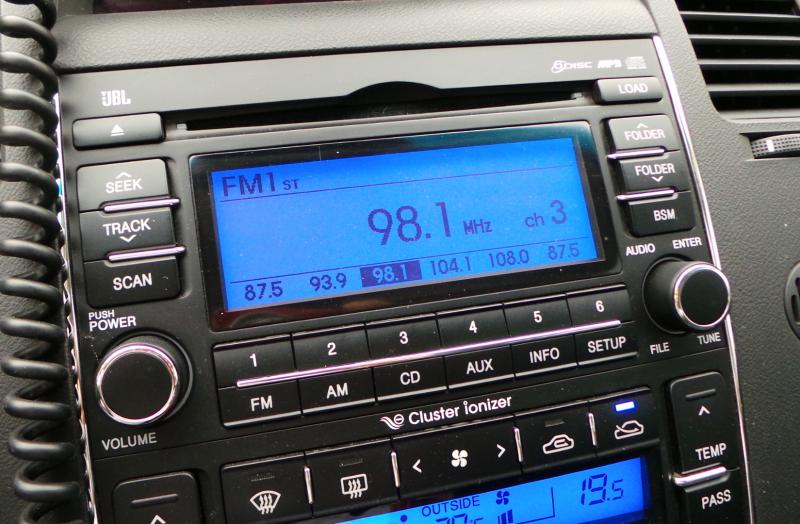 6DISC MP3
JBL
LOAD
SEEK
TRACK
SCAN
FM1 ST
98.1 MHz ch 3
87.5 93.9 98.1 104.1 108.0 87.5
FOLDER
FOLDER
BSM
AUDIO ENTER
PUSH
POWER
VOLUME
FILE TUNE
1 2 3 4 5 6
FM AM CD AUX INFO SETUP
Cluster ionizer
TEMP
PASS
OUTSIDE
19.5